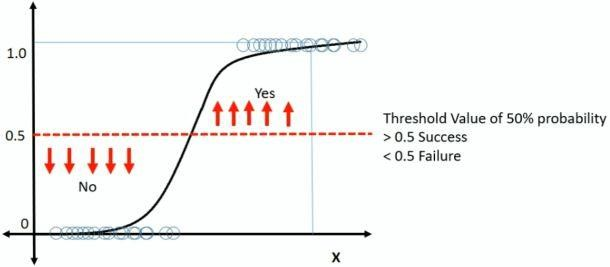 1.0
Yes
Threshold Value of 50% probability
0.5
> 0.5 Success
< 0.5 Failure
No
0
X